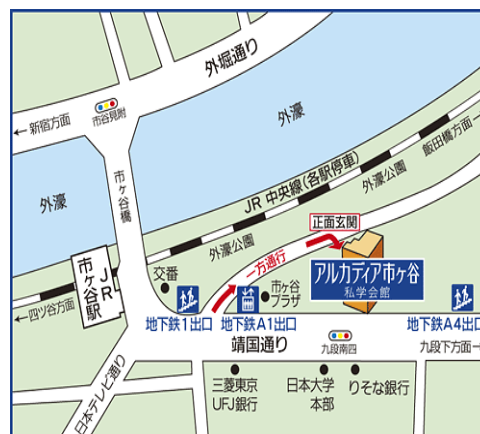 外堀通り
←新宿方面
市谷見附
外濠
飯田橋方面→
市ヶ谷橋
JR 中央線(各駅停車)
外濠公園
外濠
正面玄関
外濠公園
一方通行
アルカディア市ヶ谷
私学会館
JR
市ヶ谷駅
交番
市ヶ谷
プラザ
←四ツ谷方面
地下鉄1出口
地下鉄A1出口
地下鉄A4出口
靖国通り
九段南四
九段下方面→
日本テレビ通り
三菱東京
UFJ銀行
日本大学
本部
りそな銀行